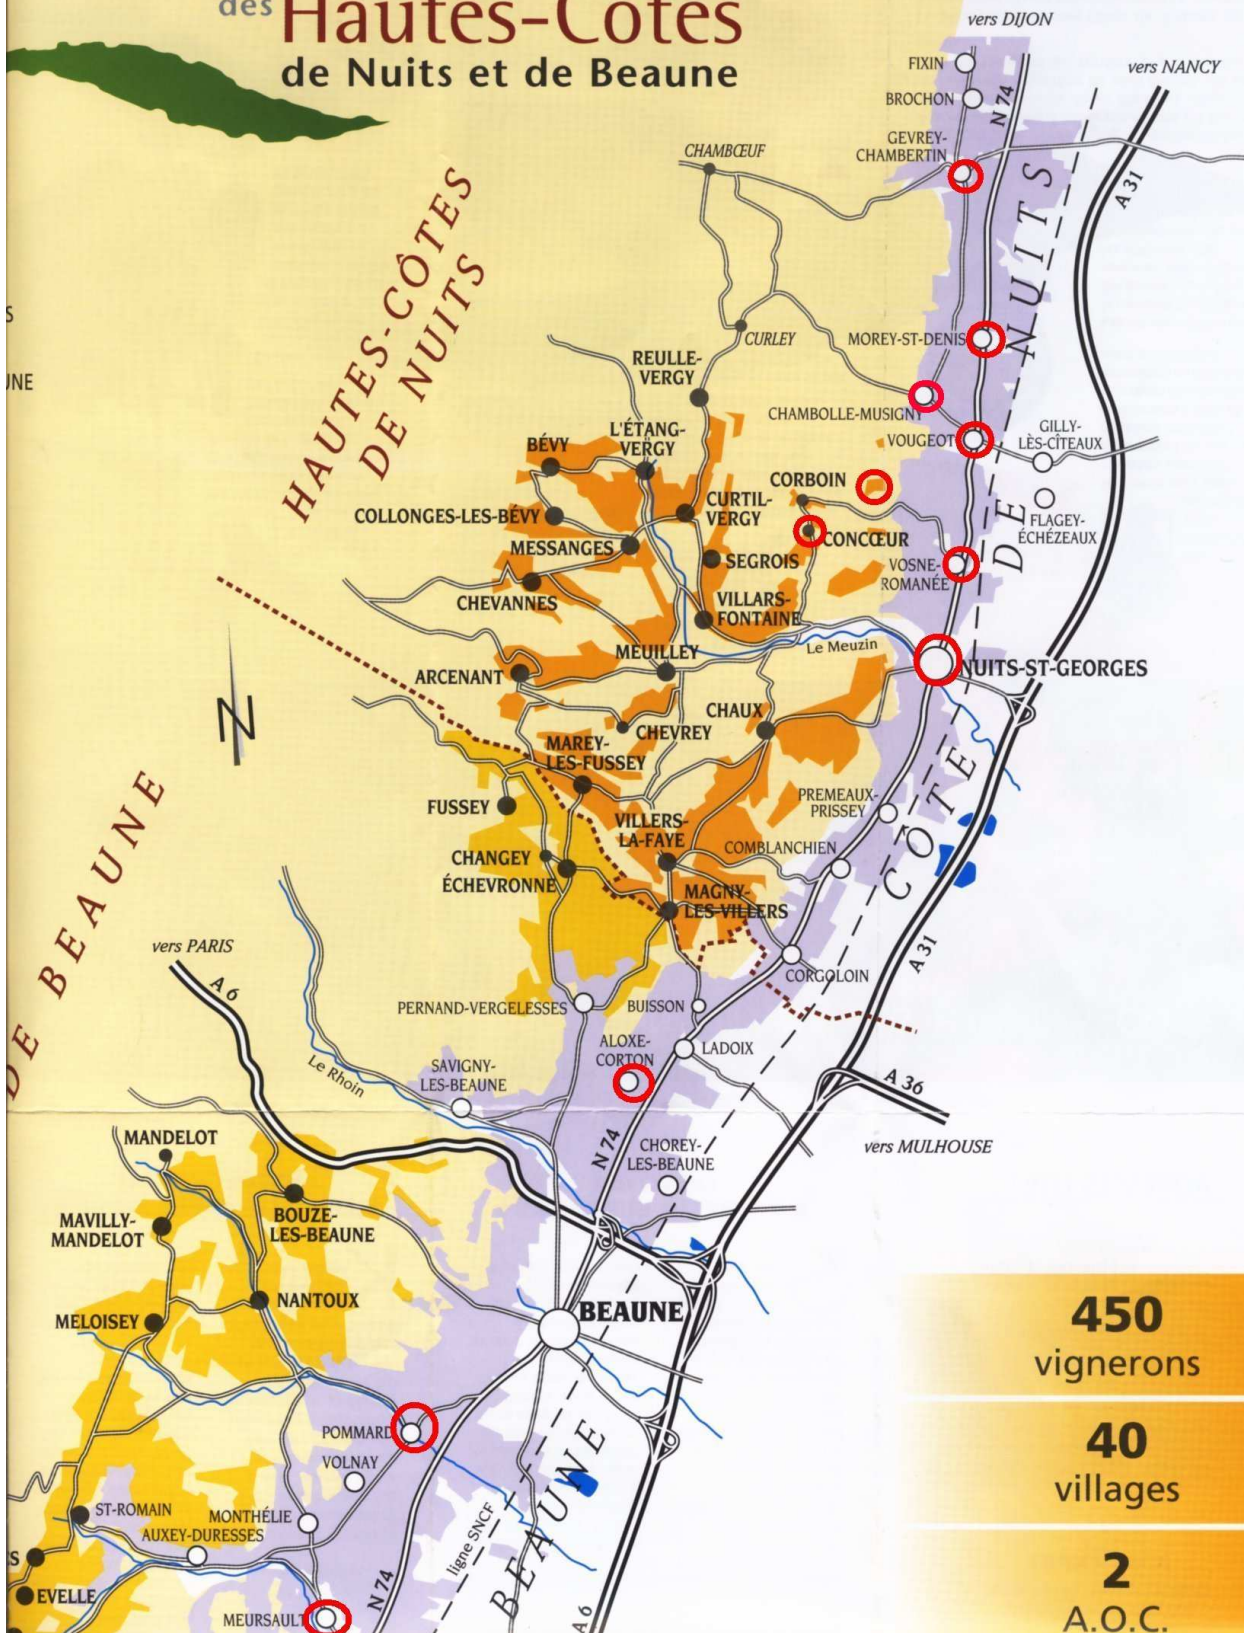 des Hautes-Côtes
de Nuits et de Beaune
vers DIJON
vers NANCY
FIXIN
BROCHON
N 74
GEVREY-
CHAMBERTIN
CHAMBŒUF
A 31
HAUTES-CÔTES
DE NUITS
S
UNE
CURLEY
MOREY-ST-DENIS
REULLE-
VERGY
CHAMBOLLE-MUSIGNY
VOUGEOT
GILLY-
LÈS-CÎTEAUX
L'ÉTANG-
VERGY
BÉVY
CORBOIN
COLLONGES-LES-BÉVY
CURTIL-
VERGY
FLAGEY-
ÉCHÉZEAUX
MESSANGES
CONCŒUR
SEGROIS
VOSNE-
ROMANÉE
CHEVANNES
VILLARS-
FONTAINE
Le Meuzin
MEUILLEY
ARCENANT
NUITS-ST-GEORGES
N
CHAUX
CHEVREY
MAREY-
LES-FUSSEY
FUSSEY
PREMEAUX-
PRISSEY
VILLERS-
LA-FAYE
COMBLANCHIEN
CHANGEY
ÉCHEVRONNE
MAGNY-
LES-VILLERS
CÔTE DE NUITS
DE BEAUNE
vers PARIS
A 6
A 31
CORGOLOIN
PERNAND-VERGELESSES
BUISSON
ALOXE-
CORTON
LADOIX
Le Rhoin
SAVIGNY-
LES-BEAUNE
A 36
vers MULHOUSE
N 74
CHOREY-
LES-BEAUNE
MANDELOT
MAVILLY-
MANDELOT
BOUZE-
LES-BEAUNE
NANTOUX
MELOISEY
BEAUNE
450
vignerons
POMMARD
VOLNAY
40
villages
ST-ROMAIN
MONTHÉLIE
AUXEY-DURESSES
ligne SNCF
BEAUNE
S
EVELLE
N 74
MEURSAULT
A 6
2
A.O.C.